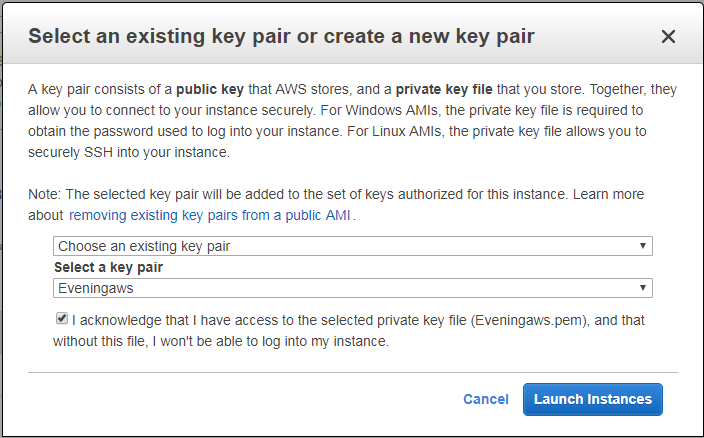 Select an existing key pair or create a new key pair
A key pair consists of a public key that AWS stores, and a private key file that you store. Together, they
allow you to connect to your instance securely. For Windows AMIs, the private key file is required to
obtain the password used to log into your instance. For Linux AMIs, the private key file allows you to
securely SSH into your instance.
Note: The selected key pair will be added to the set of keys authorized for this instance. Learn more
about removing existing key pairs from a public AMI.
Choose an existing key pair
Select a key pair
Eveningaws
I acknowledge that I have access to the selected private key file (Eveningaws.pem), and that
without this file, I won't be able to log into my instance.
Cancel Launch Instances